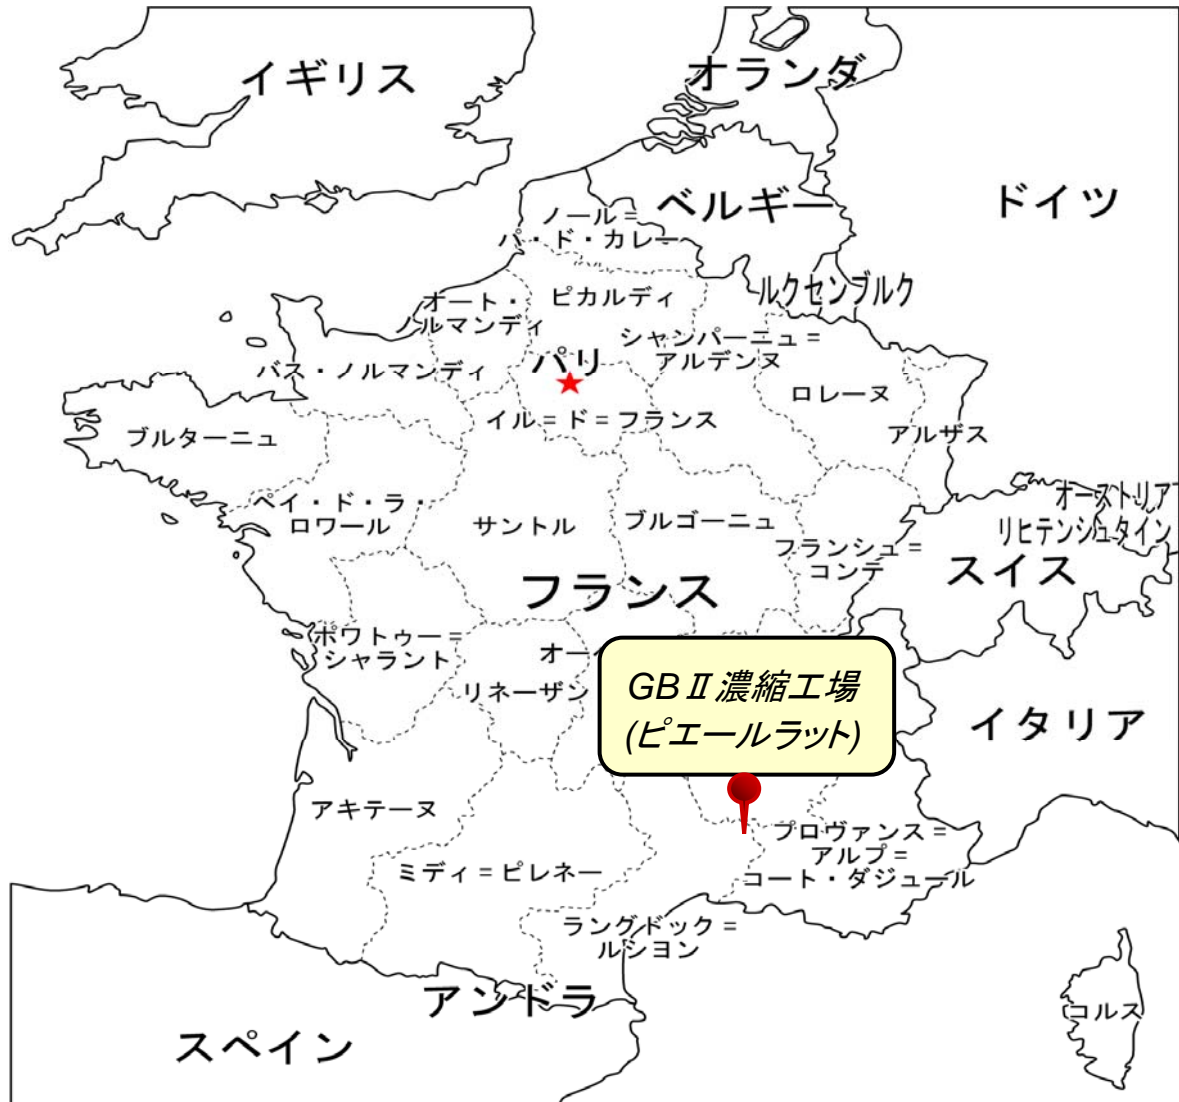 イギリス
オランダ
ベルギー
ドイツ
ノール＝
パ・ド・カレー
ルクセンブルク
ピカルディ
オート・
ノルマンディ
シャンパーニュ＝
アルデンヌ
パリ
バス・ノルマンディ
ロレーヌ
イル＝ド＝フランス
アルザス
ブルターニュ
ペイ・ド・ラ・
ロワール
サントル
ブルゴーニュ
オーストリア
リヒテンシュタイン
フランシュ＝
コンテ
スイス
フランス
ポワトゥー＝
シャラント
オー
リネーザン
GBⅡ濃縮工場
(ピエールラット)
イタリア
アキテーヌ
プロヴァンス＝
アルプ＝
コート・ダジュール
ミディ＝ピレネー
ラングドック＝
ルシヨン
アンドラ
コルス
スペイン